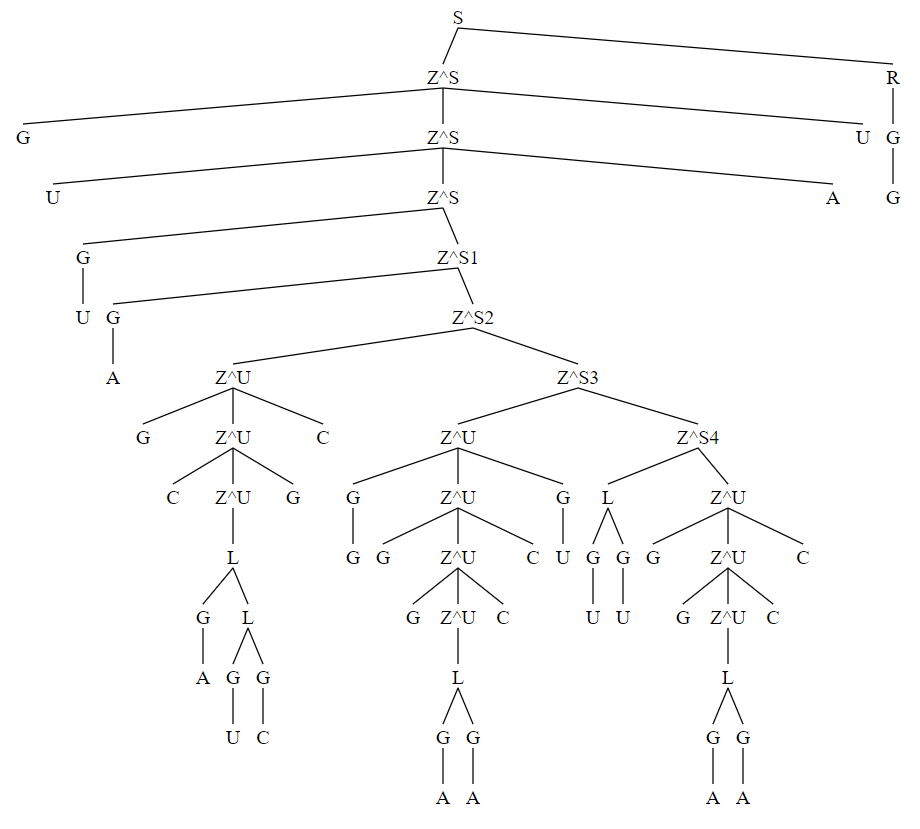 S
Z^S R
G Z^S U G
U Z^S A G
G Z^S1
U G Z^S2
A Z^U Z^S3
G Z^U C Z^U Z^S4
C Z^U G G Z^U G L Z^U
L G G Z^U C U G G G Z^U C
G L G Z^U C U U G Z^U C
A G G L L
U C G G G G
A A A A